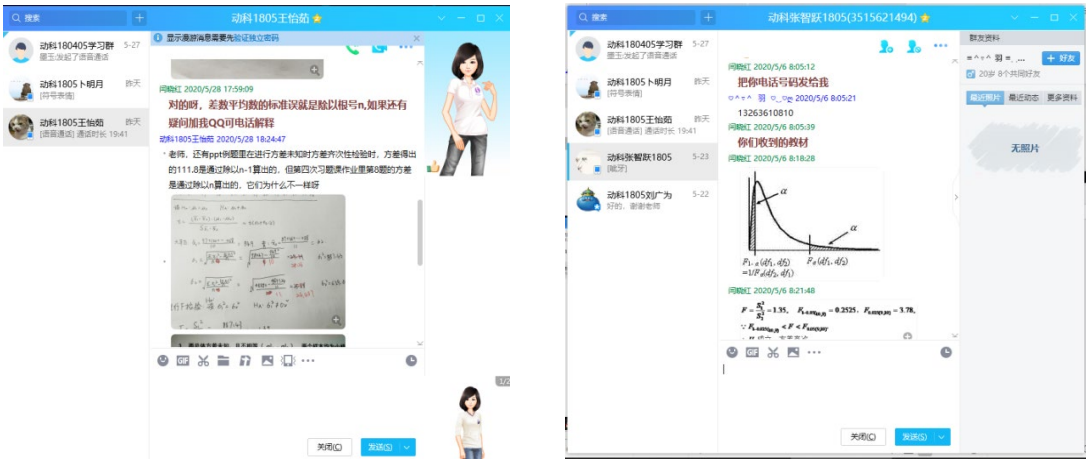 搜索
动科1805王怡茹
动科180405学习群 5-27
墨玉:发起了语音通话
动科1805卜明月 昨天
[符号表情]
动科1805王怡茹 昨天
[语音通话] 通话时长 19:41
显示漫游消息需要先验证独立密码
闫晓红 2020/5/28 17:59:09
对的呀，差数平均数的标准误就是除以根号n,如果还有
疑问加我QQ可电话解释
动科1805王怡茹 2020/5/28 18:24:47
老师，还有ppt例题里在进行方差未知时方差齐次性检验时，方差得出
的111.8是通过除以n-1算出的，但第四次习题课作业里第8题的方差
是通过除以n算出的，它们为什么不一样呀
关闭(C) 发送(S)
搜索
动科张智跃1805(3515621494)
动科180405学习群 5-27
墨玉:发起了语音通话
动科1805卜明月 昨天
[符号表情]
动科1805王怡茹 昨天
[语音通话] 通话时长 19:41
动科张智跃1805 5-23
[呲牙]
动科1805刘广为 5-22
好的，谢谢老师
闫晓红 2020/5/6 8:05:12
把你电话号码发给我
2020/5/6 8:05:21
13263610810
闫晓红 2020/5/6 8:05:39
你们收到的教材
闫晓红 2020/5/6 8:18:28
α
α
F₁₋α(df₁, df₂) Fα(df₁, df₂)
=1/Fα(df₂, df₁)
闫晓红 2020/5/6 8:21:48
关闭(C) 发送(S)
群友资料
+ 好友
20岁 8个共同好友
最近照片 最近动态 更多资料
无照片